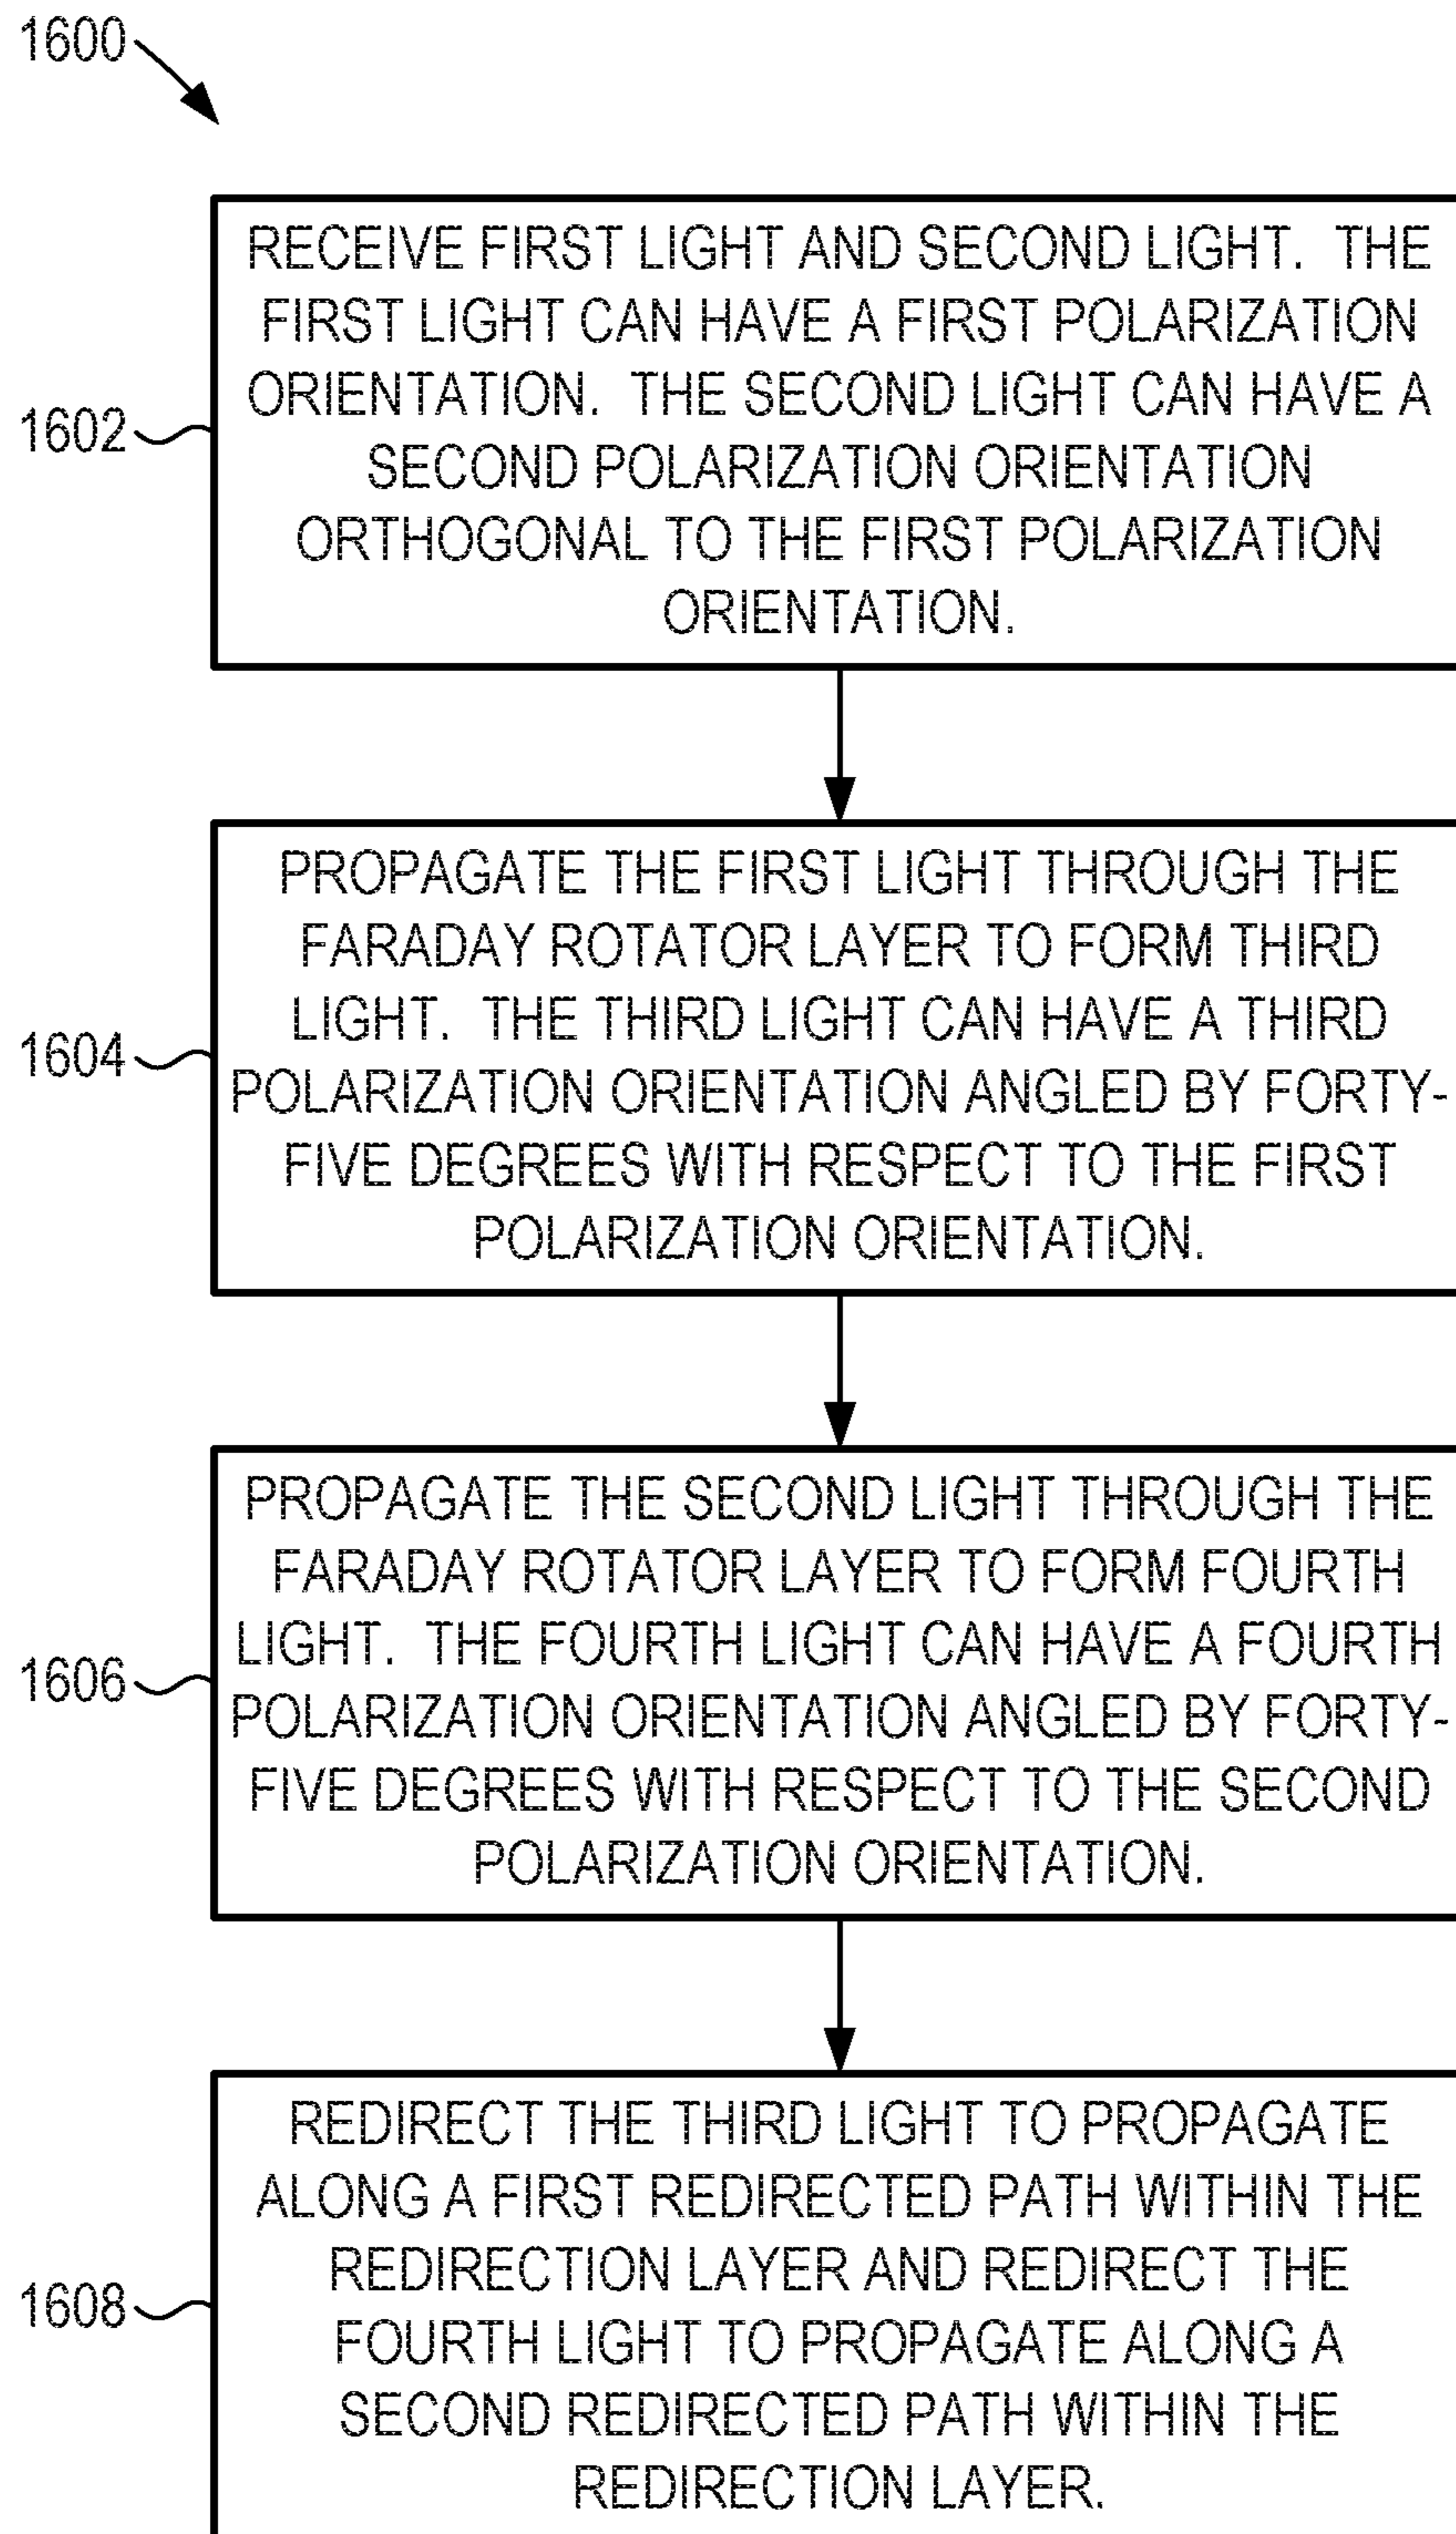 1600
RECEIVE FIRST LIGHT AND SECOND LIGHT. THE
FIRST LIGHT CAN HAVE A FIRST POLARIZATION
ORIENTATION. THE SECOND LIGHT CAN HAVE A
SECOND POLARIZATION ORIENTATION
ORTHOGONAL TO THE FIRST POLARIZATION
ORIENTATION.
1602
PROPAGATE THE FIRST LIGHT THROUGH THE
FARADAY ROTATOR LAYER TO FORM THIRD
LIGHT. THE THIRD LIGHT CAN HAVE A THIRD
POLARIZATION ORIENTATION ANGLED BY FORTY-
FIVE DEGREES WITH RESPECT TO THE FIRST
POLARIZATION ORIENTATION.
1604
PROPAGATE THE SECOND LIGHT THROUGH THE
FARADAY ROTATOR LAYER TO FORM FOURTH
LIGHT. THE FOURTH LIGHT CAN HAVE A FOURTH
POLARIZATION ORIENTATION ANGLED BY FORTY-
FIVE DEGREES WITH RESPECT TO THE SECOND
POLARIZATION ORIENTATION.
1606
REDIRECT THE THIRD LIGHT TO PROPAGATE
ALONG A FIRST REDIRECTED PATH WITHIN THE
REDIRECTION LAYER AND REDIRECT THE
FOURTH LIGHT TO PROPAGATE ALONG A
SECOND REDIRECTED PATH WITHIN THE
REDIRECTION LAYER.
1608